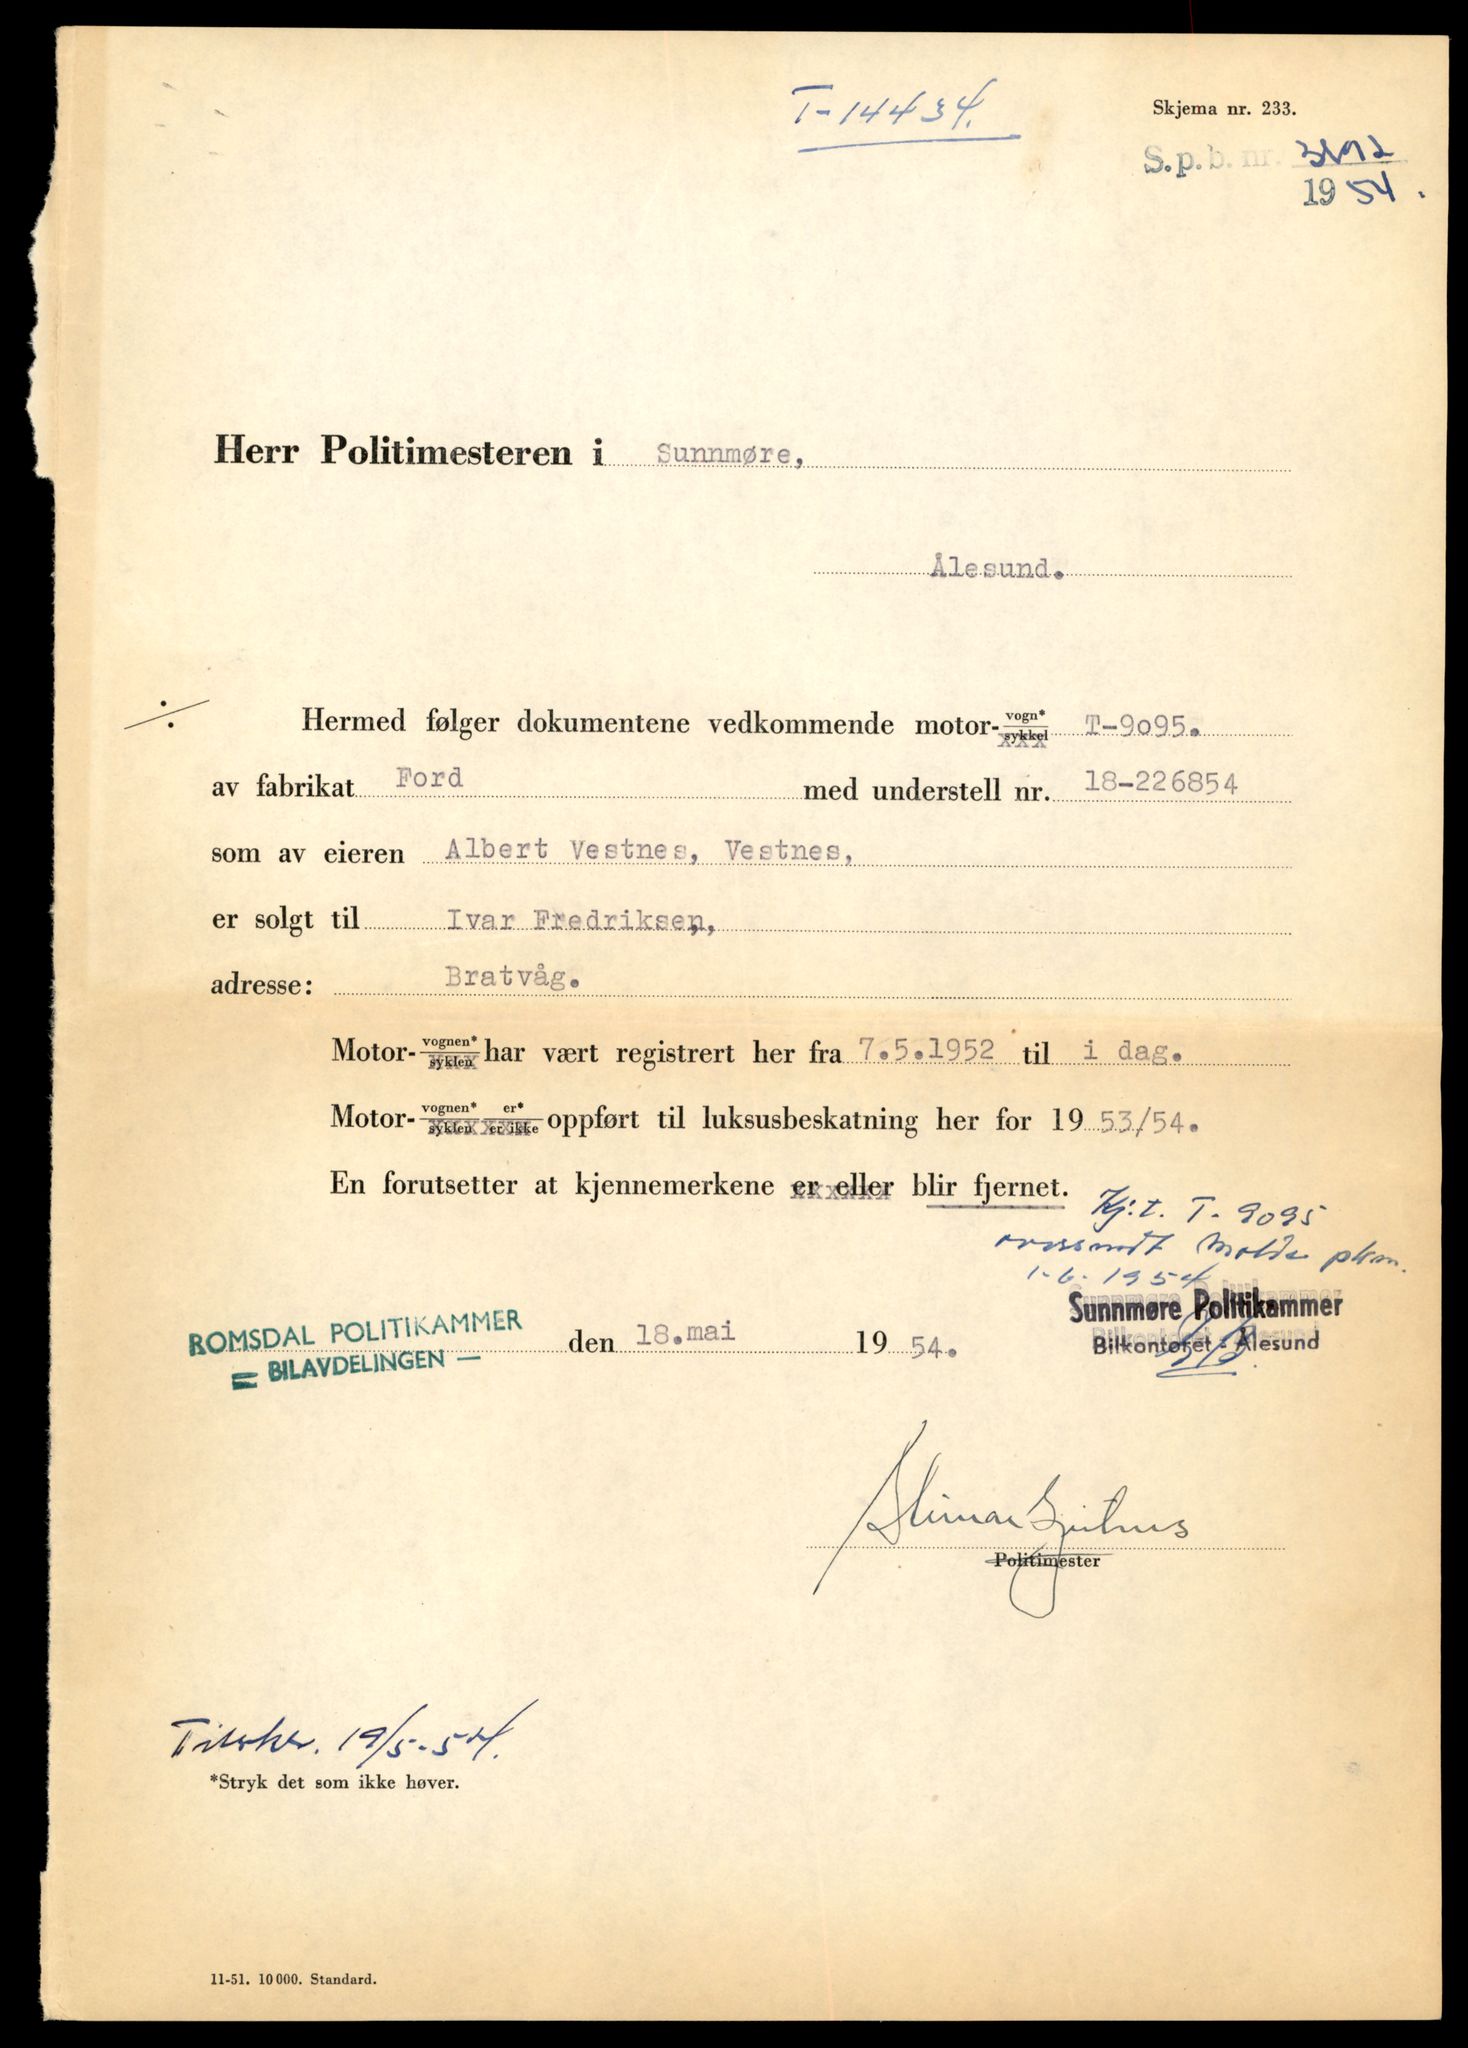 T-14434.
Skjema nr. 233.
S.p.b. nr.
1954.
Herr Politimesteren i Sunnmøre,
Ålesund.
÷ Hermed følger dokumentene vedkommende motor- vogn* sykkel T-9095.
av fabrikat Ford med understell nr. 18-226854
som av eieren Albert Vestnes, Vestnes,
er solgt til Ivar Fredriksen,
adresse: Bratvåg.
Motor- vognen* syklen har vært registrert her fra 7.5.1952 til i dag.
Motor- vognen* syklen er* er ikke oppført til luksusbeskatning her for 1953/54.
En forutsetter at kjennemerkene er eller blir fjernet.
Kj.t. T-9095
oversendt Molde pkm.
1-6-1954
Sunnmøre Politikammer
Bilkontoret - Ålesund
ROMSDAL POLITIKAMMER
= BILAVDELINGEN —
den 18.mai 1954.
Politimester
19/5-54.
*Stryk det som ikke høver.
11-51. 10 000. Standard.